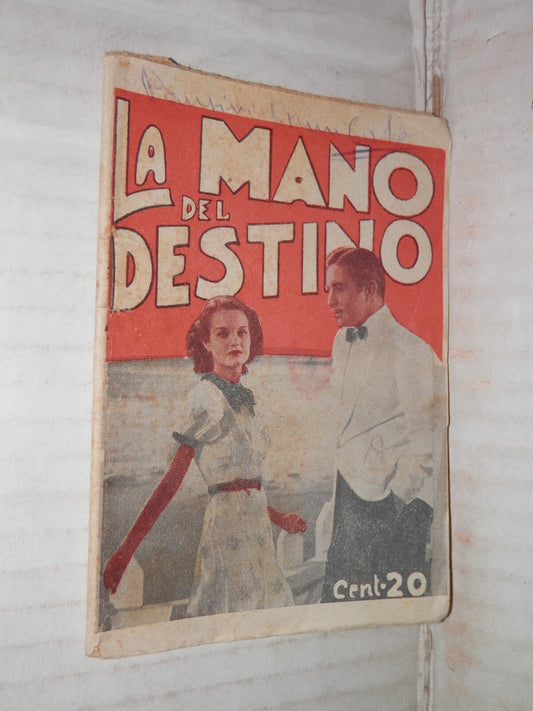 LA MANO
DEL
DESTINO
Cent. 20